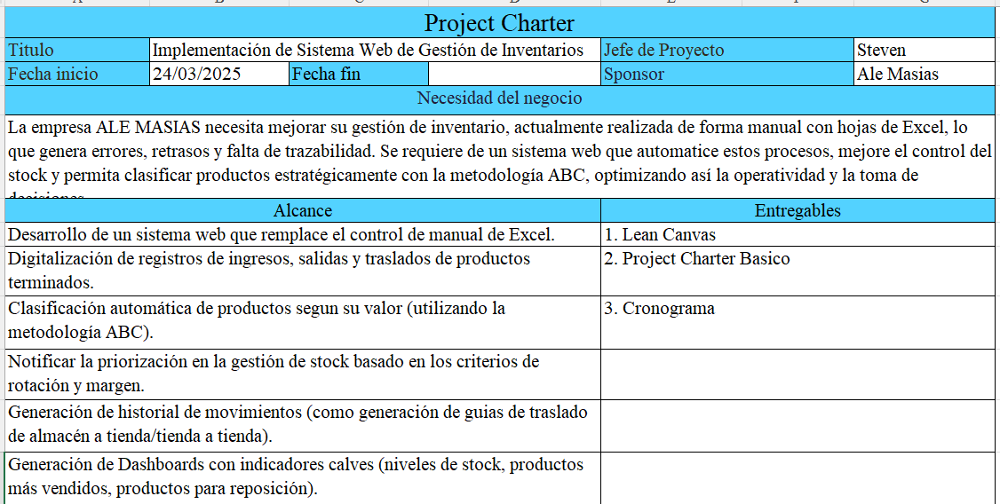 Project Charter
Titulo Implementación de Sistema Web de Gestión de Inventarios Jefe de Proyecto Steven
Fecha inicio 24/03/2025 Fecha fin Sponsor Ale Masias
Necesidad del negocio
La empresa ALE MASIAS necesita mejorar su gestión de inventario, actualmente realizada de forma manual con hojas de Excel, lo
que genera errores, retrasos y falta de trazabilidad. Se requiere de un sistema web que automatice estos procesos, mejore el control del
stock y permita clasificar productos estratégicamente con la metodología ABC, optimizando así la operatividad y la toma de
Alcance Entregables
Desarrollo de un sistema web que remplace el control de manual de Excel. 1. Lean Canvas
Digitalización de registros de ingresos, salidas y traslados de productos 2. Project Charter Basico
terminados.
Clasificación automática de productos segun su valor (utilizando la 3. Cronograma
metodología ABC).
Notificar la priorización en la gestión de stock basado en los criterios de
rotación y margen.
Generación de historial de movimientos (como generación de guias de traslado
de almacén a tienda/tienda a tienda).
Generación de Dashboards con indicadores calves (niveles de stock, productos
más vendidos, productos para reposición).